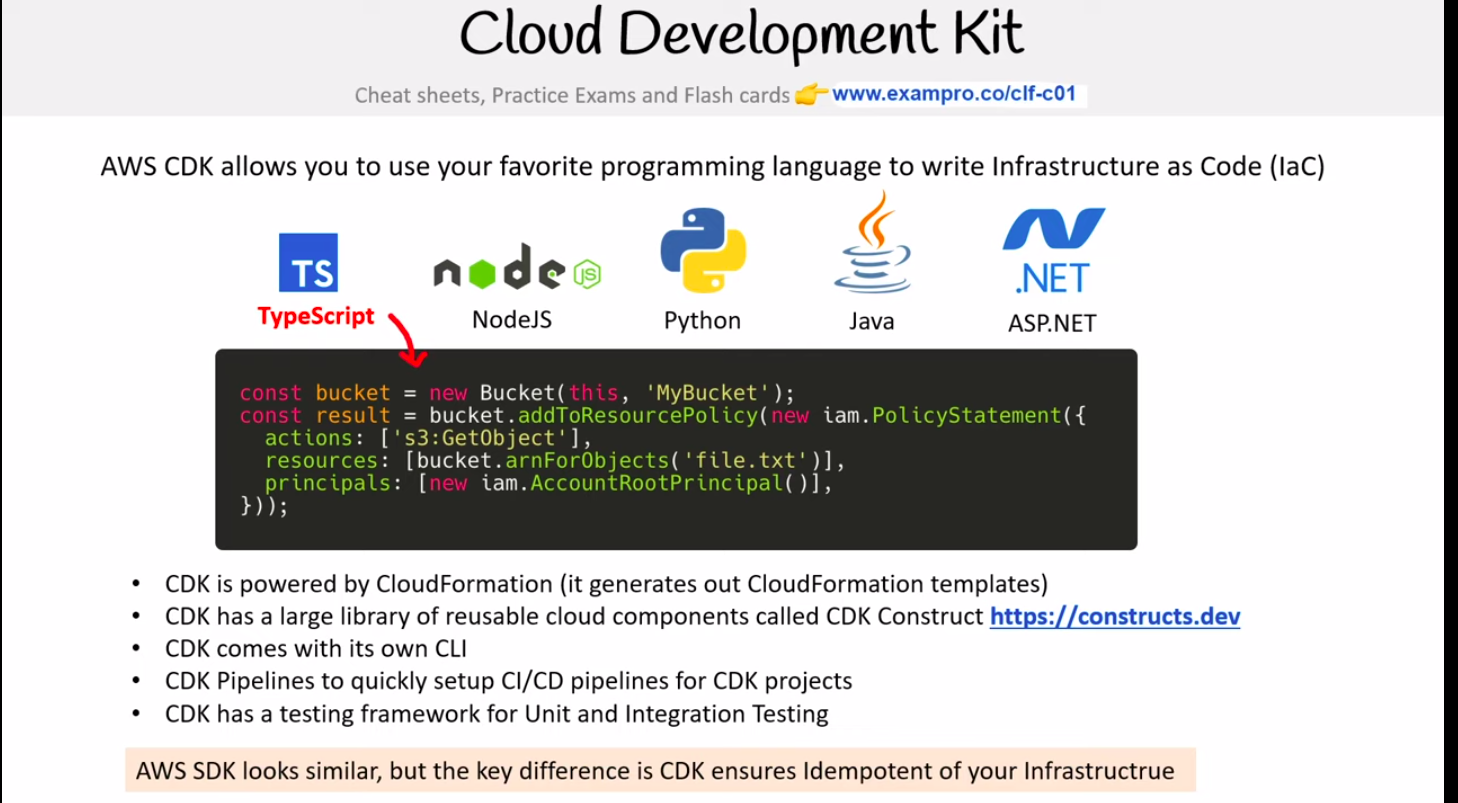 Cloud Development Kit
Cheat sheets, Practice Exams and Flash cards 👉 www.exampro.co/clf-c01
AWS CDK allows you to use your favorite programming language to write Infrastructure as Code (IaC)
TS
node JS
.NET
TypeScript
NodeJS
Python
Java
ASP.NET
const bucket = new Bucket(this, 'MyBucket');
const result = bucket.addToResourcePolicy(new iam.PolicyStatement({
  actions: ['s3:GetObject'],
  resources: [bucket.arnForObjects('file.txt')],
  principals: [new iam.AccountRootPrincipal()],
}));
• CDK is powered by CloudFormation (it generates out CloudFormation templates)
• CDK has a large library of reusable cloud components called CDK Construct https://constructs.dev
• CDK comes with its own CLI
• CDK Pipelines to quickly setup CI/CD pipelines for CDK projects
• CDK has a testing framework for Unit and Integration Testing
AWS SDK looks similar, but the key difference is CDK ensures Idempotent of your Infrastructrue